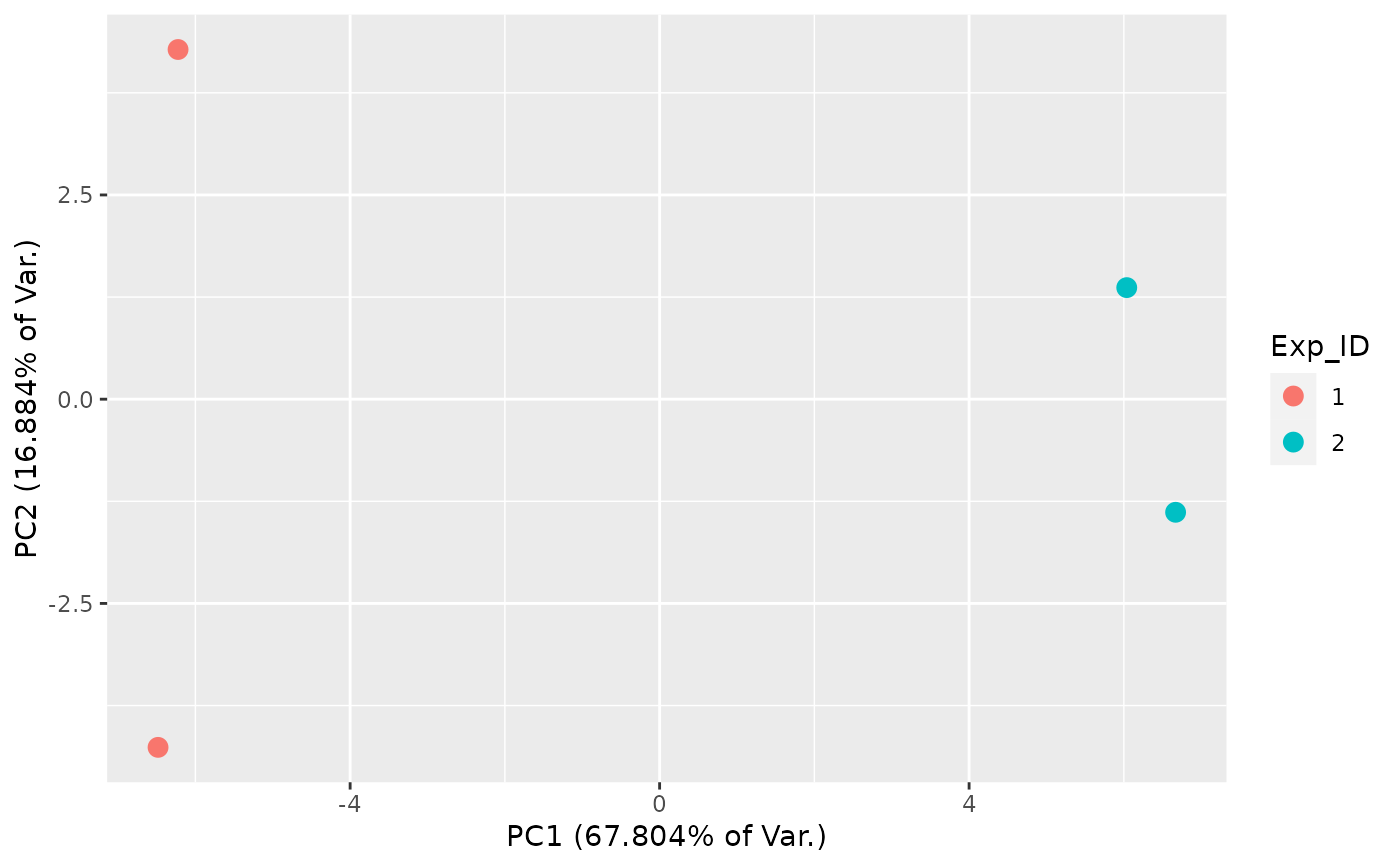 2.5
0.0
-2.5
-4
0
4
PC1 (67.804% of Var.)
PC2 (16.884% of Var.)
Exp_ID
1
2